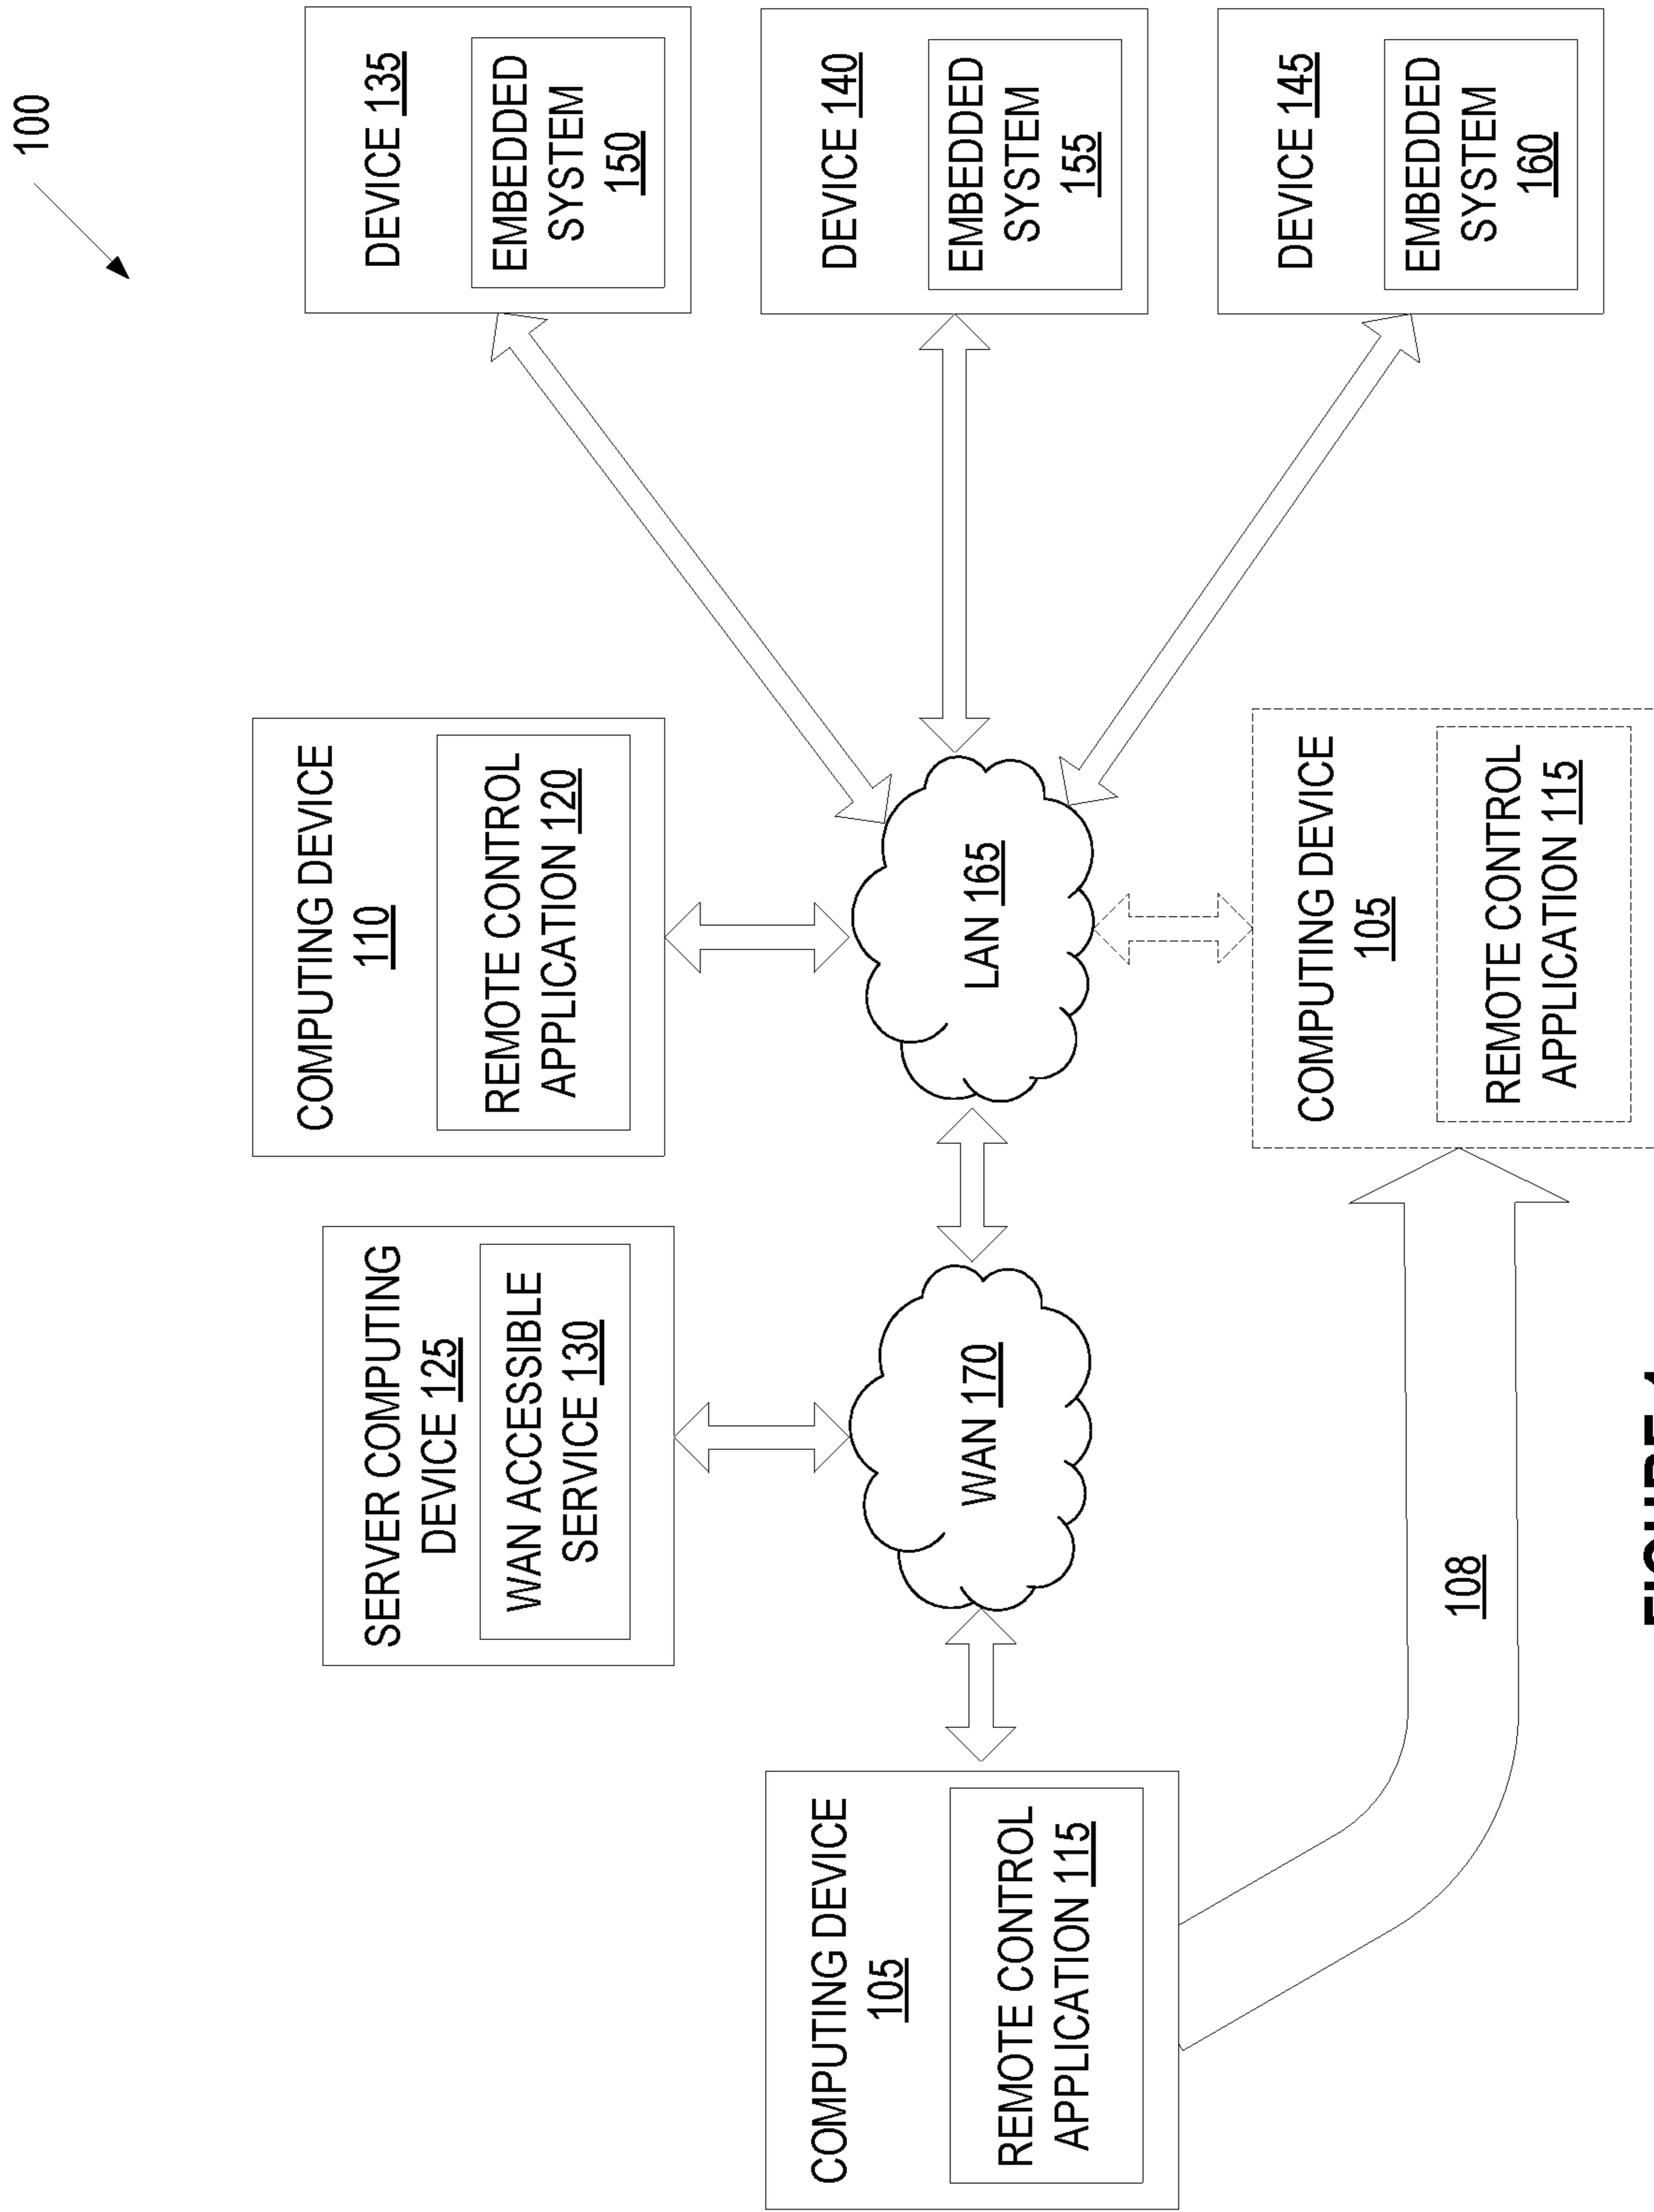 100
SERVER COMPUTING
DEVICE 125
WAN ACCESSIBLE
SERVICE 130
COMPUTING DEVICE
110
REMOTE CONTROL
APPLICATION 120
DEVICE 135
EMBEDDED
SYSTEM
150
COMPUTING DEVICE
105
REMOTE CONTROL
APPLICATION 115
WAN 170
LAN 165
DEVICE 140
EMBEDDED
SYSTEM
155
108
COMPUTING DEVICE
105
REMOTE CONTROL
APPLICATION 115
DEVICE 145
EMBEDDED
SYSTEM
160
FIGURE